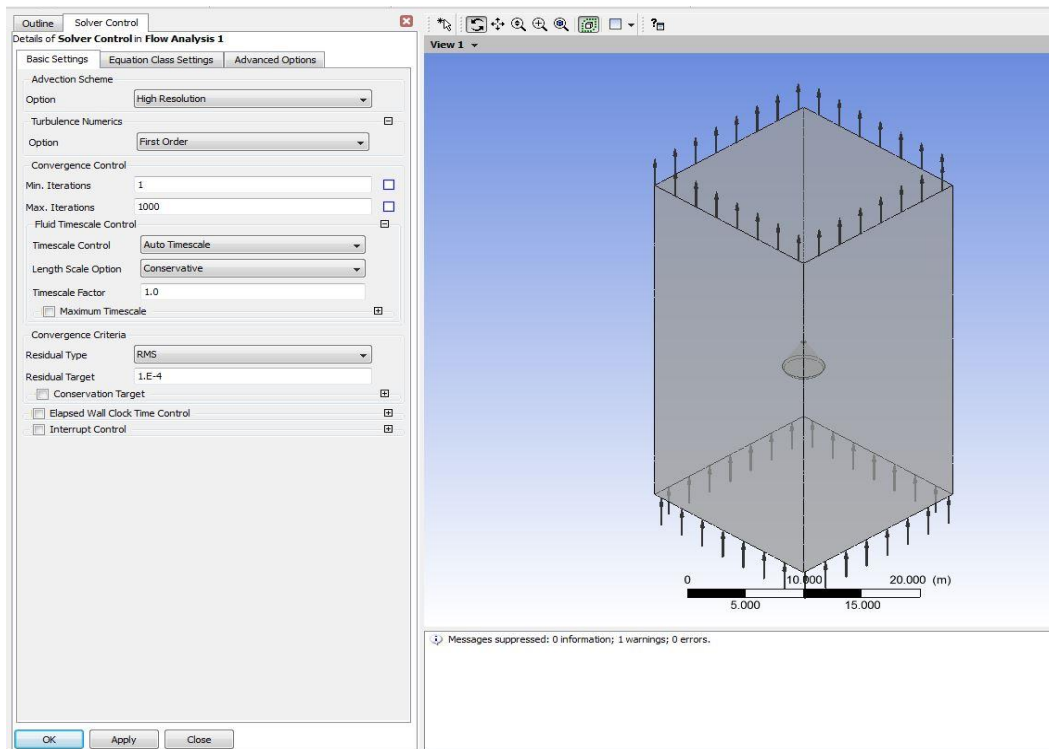 Outline Solver Control
Details of Solver Control in Flow Analysis 1
Basic Settings Equation Class Settings Advanced Options
Advection Scheme
Option High Resolution
Turbulence Numerics
Option First Order
Convergence Control
Min. Iterations 1
Max. Iterations 1000
Fluid Timescale Control
Timescale Control Auto Timescale
Length Scale Option Conservative
Timescale Factor 1.0
Maximum Timescale
Convergence Criteria
Residual Type RMS
Residual Target 1.E-4
Conservation Target
Elapsed Wall Clock Time Control
Interrupt Control
OK Apply Close
View 1
0 10.000 20.000 (m)
5.000 15.000
Messages suppressed: 0 information; 1 warnings; 0 errors.